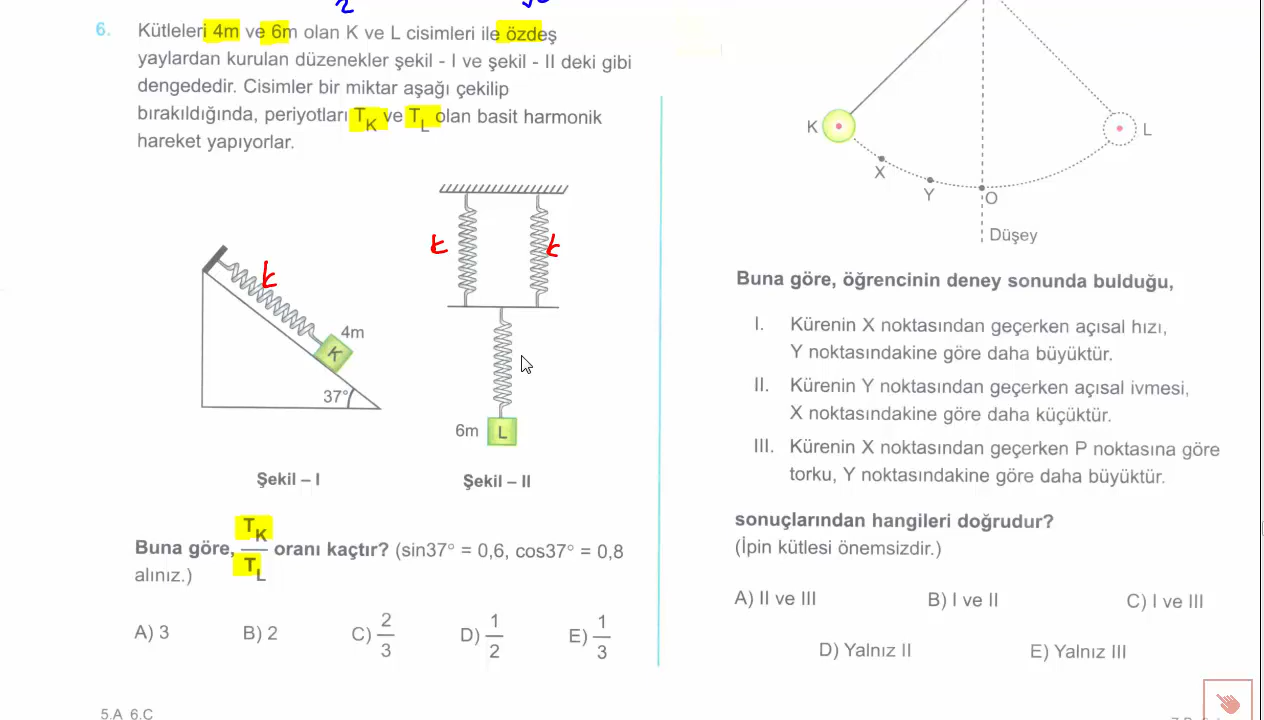 6. Kütleleri 4m ve 6m olan K ve L cisimleri ile özdeş
yaylardan kurulan düzenekler şekil - I ve şekil - II deki gibi
dengededir. Cisimler bir miktar aşağı çekilip
bırakıldığında, periyotları T_K ve T_L olan basit harmonik
hareket yapıyorlar.
k
4m
K
37°
Şekil – I
k
k
6m
L
Şekil – II
Buna göre, T_K/T_L oranı kaçtır? (sin37° = 0,6, cos37° = 0,8
alınız.)
A) 3 B) 2 C) 2/3 D) 1/2 E) 1/3
5.A 6.C
K
L
X
Y
O
Düşey
Buna göre, öğrencinin deney sonunda bulduğu,
I. Kürenin X noktasından geçerken açısal hızı,
Y noktasındakine göre daha büyüktür.
II. Kürenin Y noktasından geçerken açısal ivmesi,
X noktasındakine göre daha küçüktür.
III. Kürenin X noktasından geçerken P noktasına göre
torku, Y noktasındakine göre daha büyüktür.
sonuçlarından hangileri doğrudur?
(İpin kütlesi önemsizdir.)
A) II ve III B) I ve II C) I ve III
D) Yalnız II E) Yalnız III